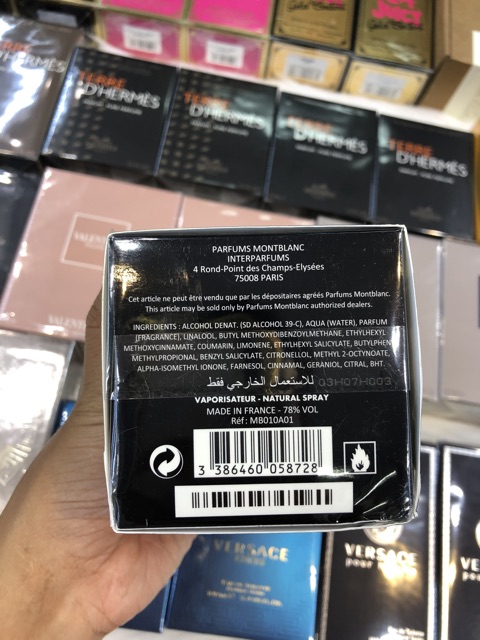 TERRE
D'HERMÈS
TERRE
D'HERMÈS
TERRE
D'HERMÈS
TERRE
D'HERMÈS
VALENTINO
PARFUMS MONTBLANC
INTERPARFUMS
4 Rond-Point des Champs-Elysées
75008 PARIS
Cet article ne peut être vendu que par les dépositaires agréés Parfums Montblanc.
This article may be sold only by Parfums Montblanc authorized dealers.
INGREDIENTS : ALCOHOL DENAT. (SD ALCOHOL 39-C), AQUA (WATER), PARFUM
(FRAGRANCE), LINALOOL, BUTYL METHOXYDIBENZOYLMETHANE, ETHYLHEXYL
METHOXYCINNAMATE, COUMARIN, LIMONENE, ETHYLHEXYL SALICYLATE, BUTYLPHENYL
METHYLPROPIONAL, BENZYL SALICYLATE, CITRONELLOL, METHYL 2-OCTYNOATE,
ALPHA-ISOMETHYL IONONE, FARNESOL, CINNAMAL, GERANIOL, CITRAL, BHT.
للاستعمال الخارجي فقط 03H07H003
VAPORISATEUR - NATURAL SPRAY
MADE IN FRANCE - 78% VOL
Réf: MB010A01
3 386460 058728
VERSACE
VERSACE
pour
VERSACE
pour